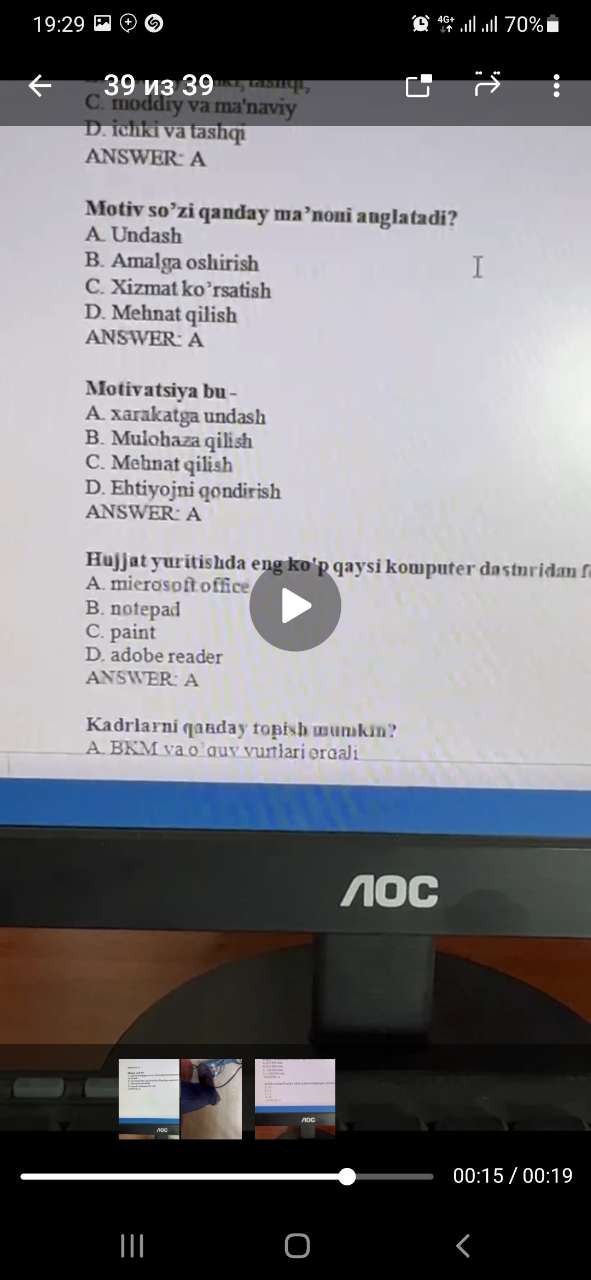 19:29
4G+
70%
39 из 39
C. moddiy va ma'naviy
D. ichki va tashqi
ANSWER: A
Motiv so’zi qanday ma’noni anglatadi?
A. Undash
B. Amalga oshirish
C. Xizmat ko’rsatish
D. Mehnat qilish
ANSWER: A
Motivatsiya bu -
A. xarakatga undash
B. Mulohaza qilish
C. Mehnat qilish
D. Ehtiyojni qondirish
ANSWER: A
Hujjat yuritishda eng ko'p qaysi komputer dasturidan
A. microsoft office
B. notepad
C. paint
D. adobe reader
ANSWER: A
Kadrlarni qanday topish mumkin?
A. BKM va o'quv yurtlari orqali
AOC
AOC
AOC
00:15 / 00:19